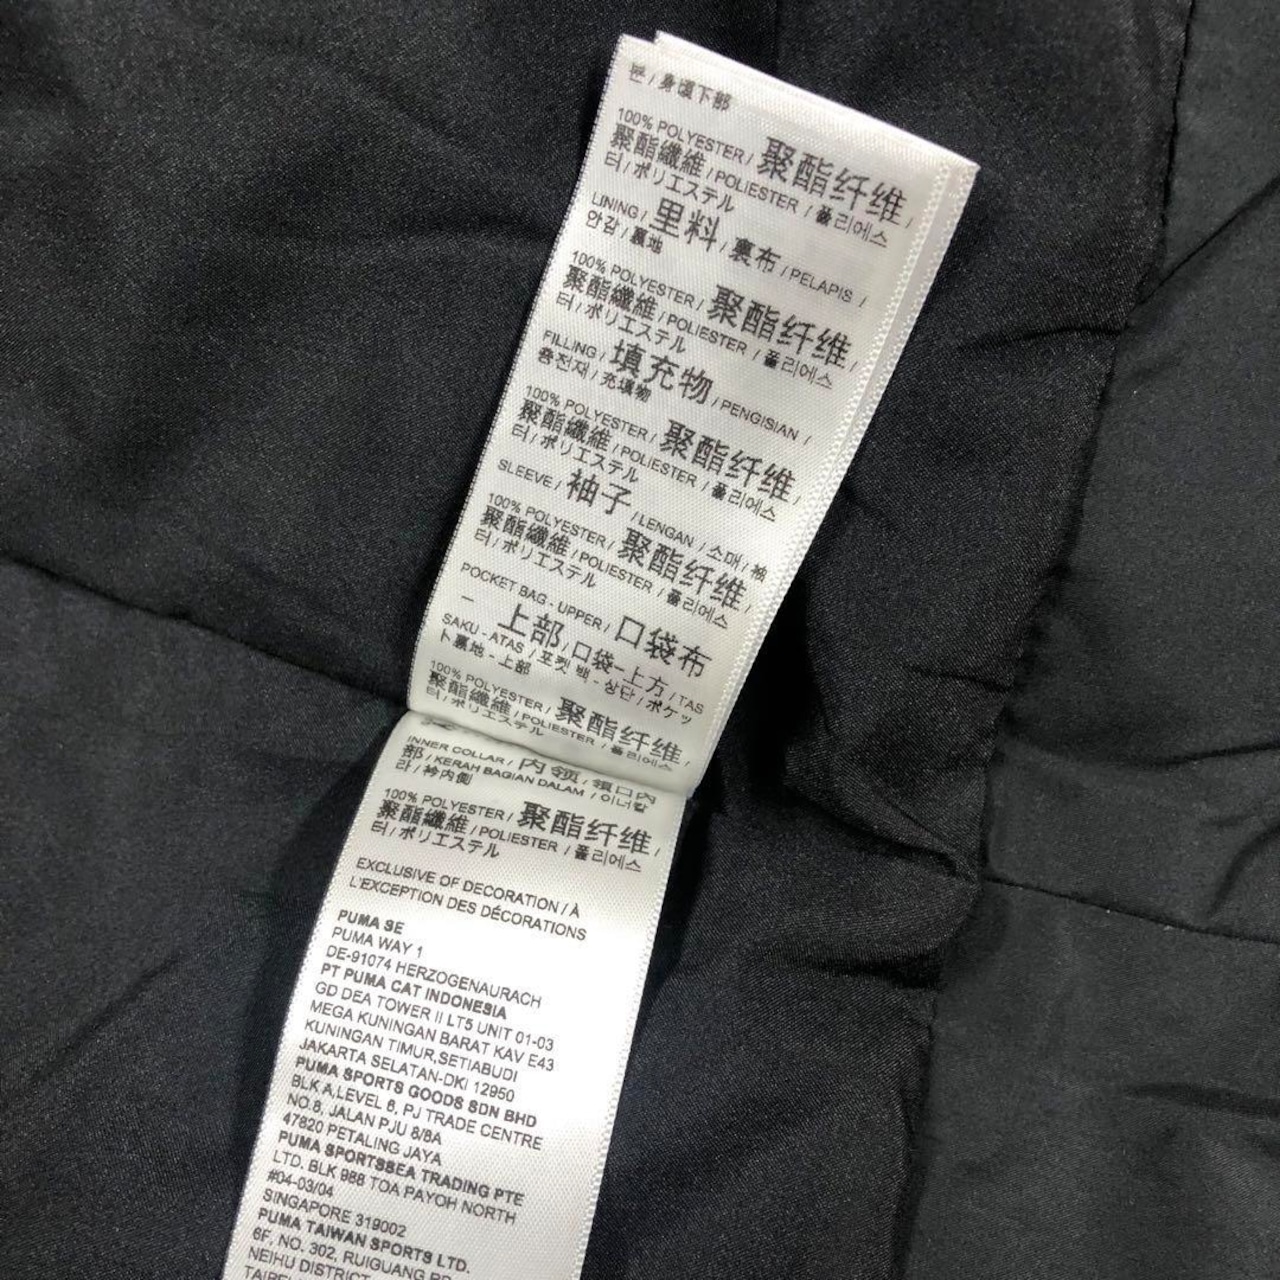 분 / 身頃下部
100% POLYESTER / 聚酯纤维 /
聚酯纖維 / POLIESTER / 폴리에스
터 / ポリエステル
LINING / 里料 / 裏布 / PELAPIS /
안감 / 裏地
100% POLYESTER / 聚酯纤维 /
聚酯纖維 / POLIESTER / 폴리에스
터 / ポリエステル
FILLING / 填充物 / PENGISIAN /
충전재 / 充填物
100% POLYESTER / 聚酯纤维 /
聚酯纖維 / POLIESTER / 폴리에스
터 / ポリエステル
SLEEVE / 袖子 / LENGAN / 소매 / 袖
100% POLYESTER / 聚酯纤维 /
聚酯纖維 / POLIESTER / 폴리에스
터 / ポリエステル
POCKET BAG - UPPER / 口袋布
- 上部 / 口袋-上方 / TAS
SAKU - ATAS / 포켓 백 - 상단 / ポケッ
ト裏地 - 上部
100% POLYESTER / 聚酯纤维 /
聚酯纖維 / POLIESTER / 폴리에스
터 / ポリエステル
INNER COLLAR / 内领 / 領口内
部 / KERAH BAGIAN DALAM / 이너칼
라 / 衿内側
100% POLYESTER / 聚酯纤维 /
聚酯纖維 / POLIESTER / 폴리에스
터 / ポリエステル
EXCLUSIVE OF DECORATION / À
L'EXCEPTION DES DÉCORATIONS
PUMA SE
PUMA WAY 1
DE-91074 HERZOGENAURACH
PT PUMA CAT INDONESIA
GD DEA TOWER II LT5 UNIT 01-03
MEGA KUNINGAN BARAT KAV E43
KUNINGAN TIMUR,SETIABUDI
JAKARTA SELATAN-DKI 12950
PUMA SPORTS GOODS SDN BHD
BLK A,LEVEL 8, PJ TRADE CENTRE
NO.8, JALAN PJU 8/8A
47820 PETALING JAYA
PUMA SPORTSSEA TRADING PTE
LTD. BLK 988 TOA PAYOH NORTH
#04-03/04
SINGAPORE 319002
PUMA TAIWAN SPORTS LTD.
6F, NO. 302, RUIGUANG RD
NEIHU DISTRICT